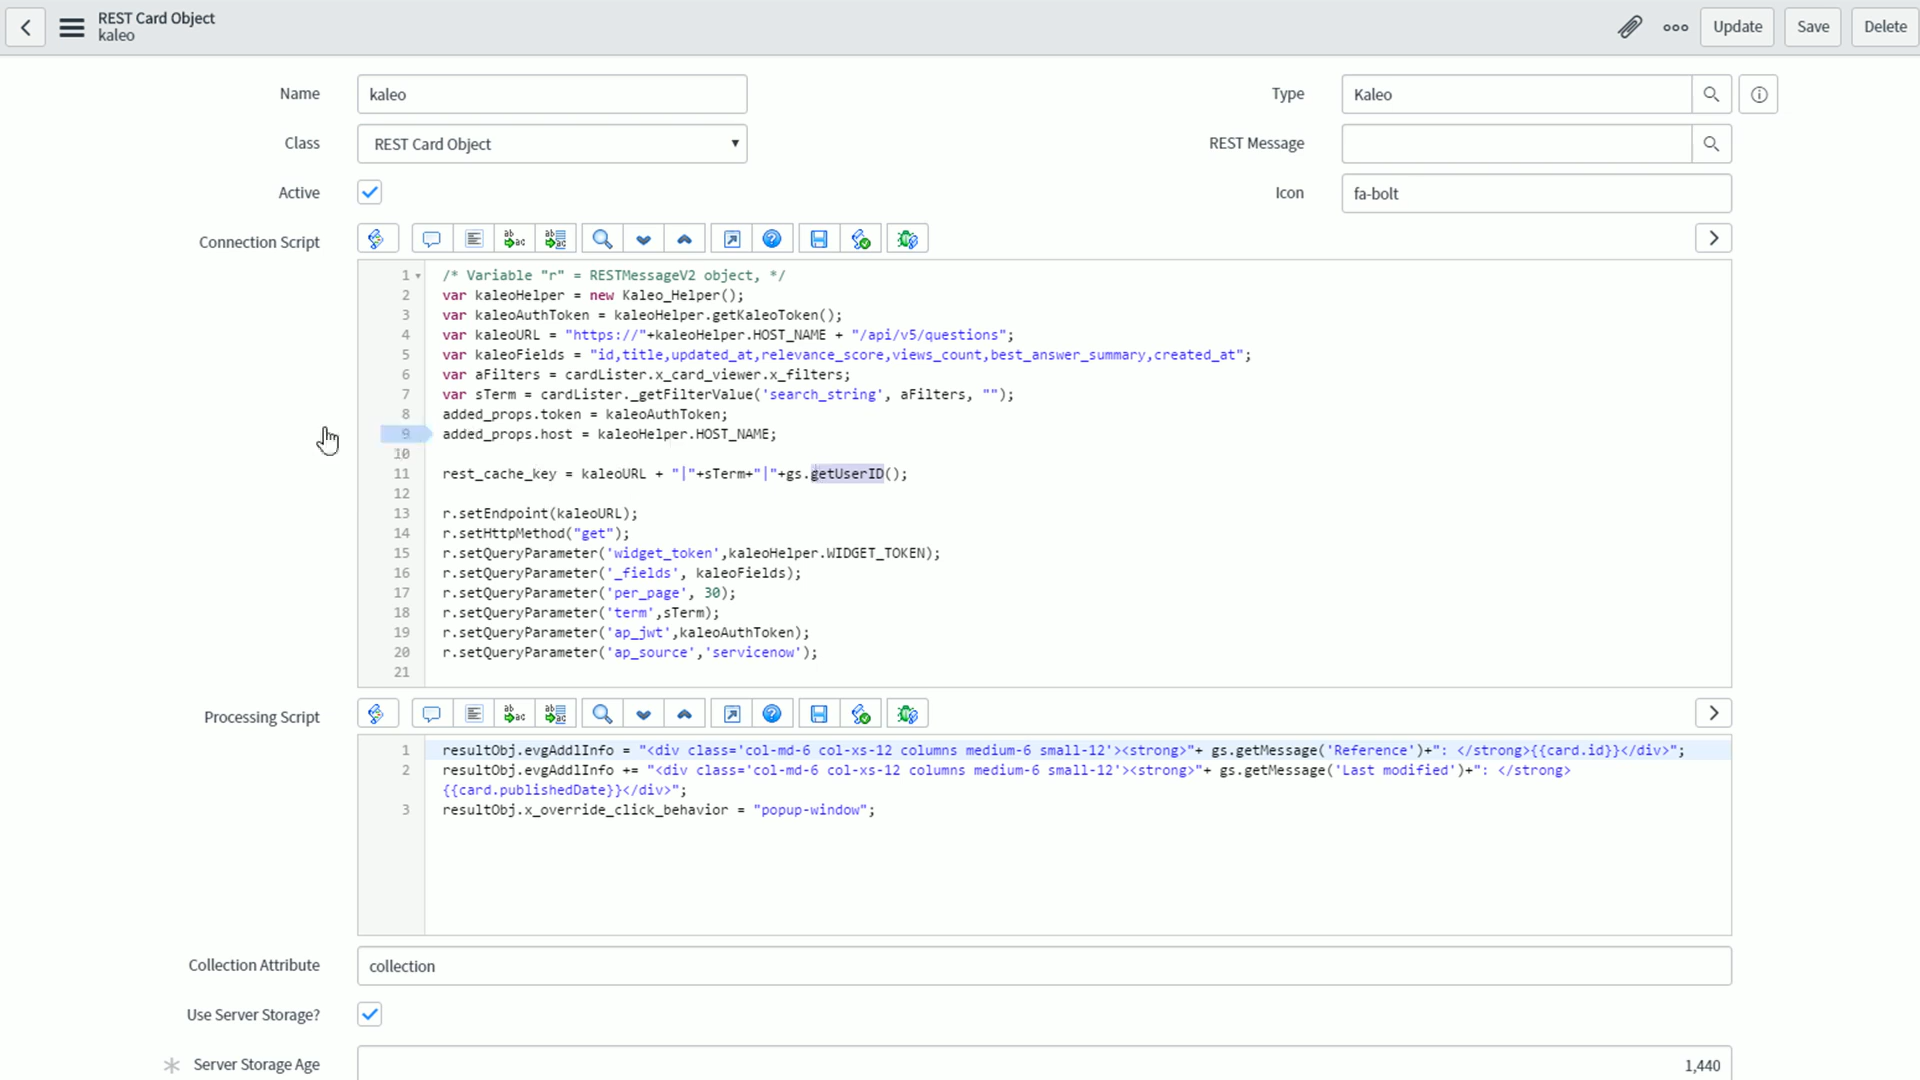 REST Card Object
kaleo
Update
Save
Delete
Name
kaleo
Type
Kaleo
Class
REST Card Object
REST Message
Active
Icon
fa-bolt
Connection Script
1 /* Variable "r" = RESTMessageV2 object, */
2 var kaleoHelper = new Kaleo_Helper();
3 var kaleoAuthToken = kaleoHelper.getKaleoToken();
4 var kaleoURL = "https://"+kaleoHelper.HOST_NAME + "/api/v5/questions";
5 var kaleoFields = "id,title,updated_at,relevance_score,views_count,best_answer_summary,created_at";
6 var aFilters = cardLister.x_card_viewer.x_filters;
7 var sTerm = cardLister._getFilterValue('search_string', aFilters, "");
8 added_props.token = kaleoAuthToken;
9 added_props.host = kaleoHelper.HOST_NAME;
10
11 rest_cache_key = kaleoURL + "|"+sTerm+"|"+gs.getUserID();
12
13 r.setEndpoint(kaleoURL);
14 r.setHttpMethod("get");
15 r.setQueryParameter('widget_token',kaleoHelper.WIDGET_TOKEN);
16 r.setQueryParameter('_fields', kaleoFields);
17 r.setQueryParameter('per_page', 30);
18 r.setQueryParameter('term',sTerm);
19 r.setQueryParameter('ap_jwt',kaleoAuthToken);
20 r.setQueryParameter('ap_source','servicenow');
21
Processing Script
1 resultObj.evgAddlInfo = "<div class='col-md-6 col-xs-12 columns medium-6 small-12'><strong>"+ gs.getMessage('Reference')+": </strong>{{card.id}}</div>";
2 resultObj.evgAddlInfo += "<div class='col-md-6 col-xs-12 columns medium-6 small-12'><strong>"+ gs.getMessage('Last modified')+": </strong>
{{card.publishedDate}}</div>";
3 resultObj.x_override_click_behavior = "popup-window";
Collection Attribute
collection
Use Server Storage?
Server Storage Age
1,440